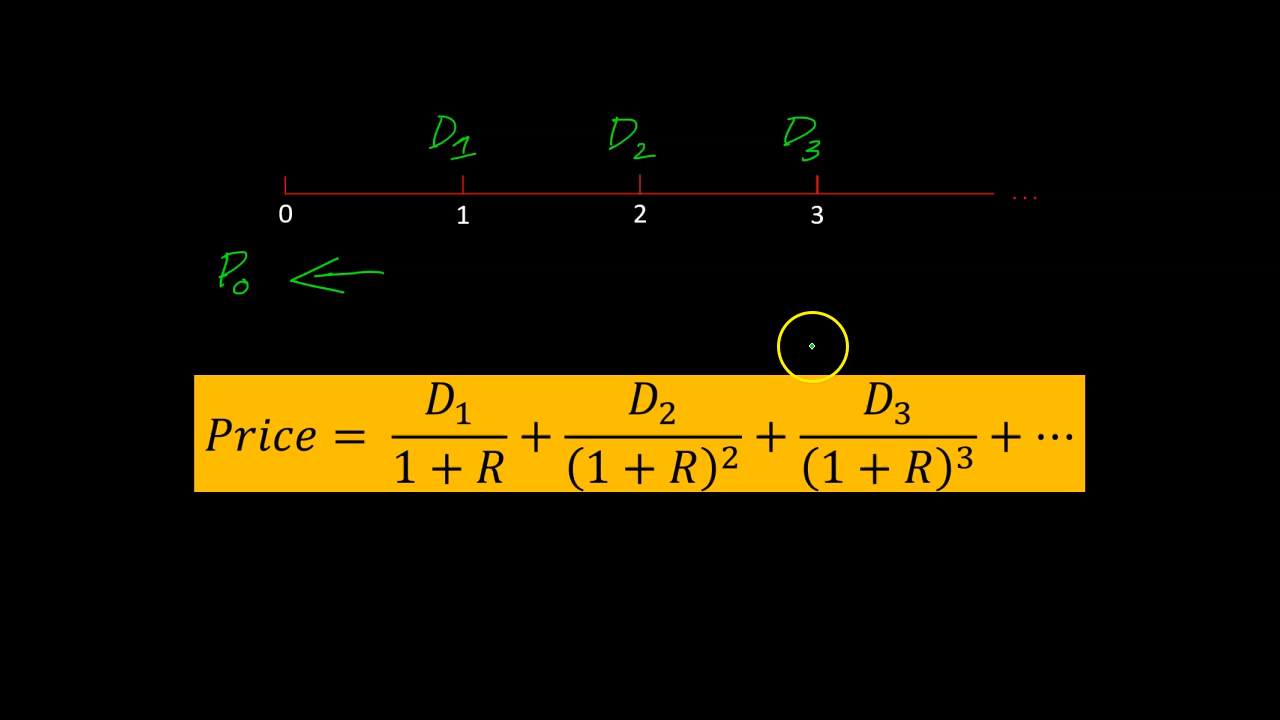 D₁ D₂ D₃
...
0 1 2 3
P₀ ←
Price = D₁/(1 + R) + D₂/(1 + R)² + D₃/(1 + R)³ + ⋯